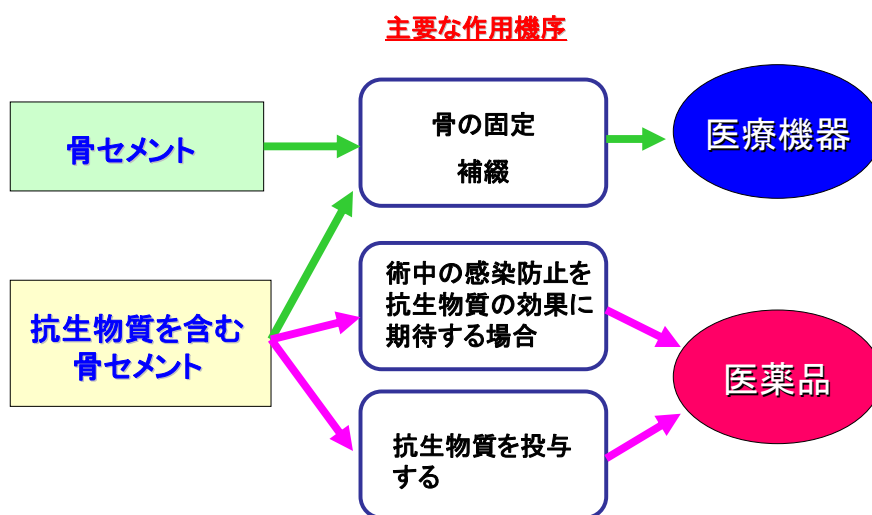 主要な作用機序
骨セメント
骨の固定
補綴
医療機器
抗生物質を含む
骨セメント
術中の感染防止を
抗生物質の効果に
期待する場合
医薬品
抗生物質を投与
する